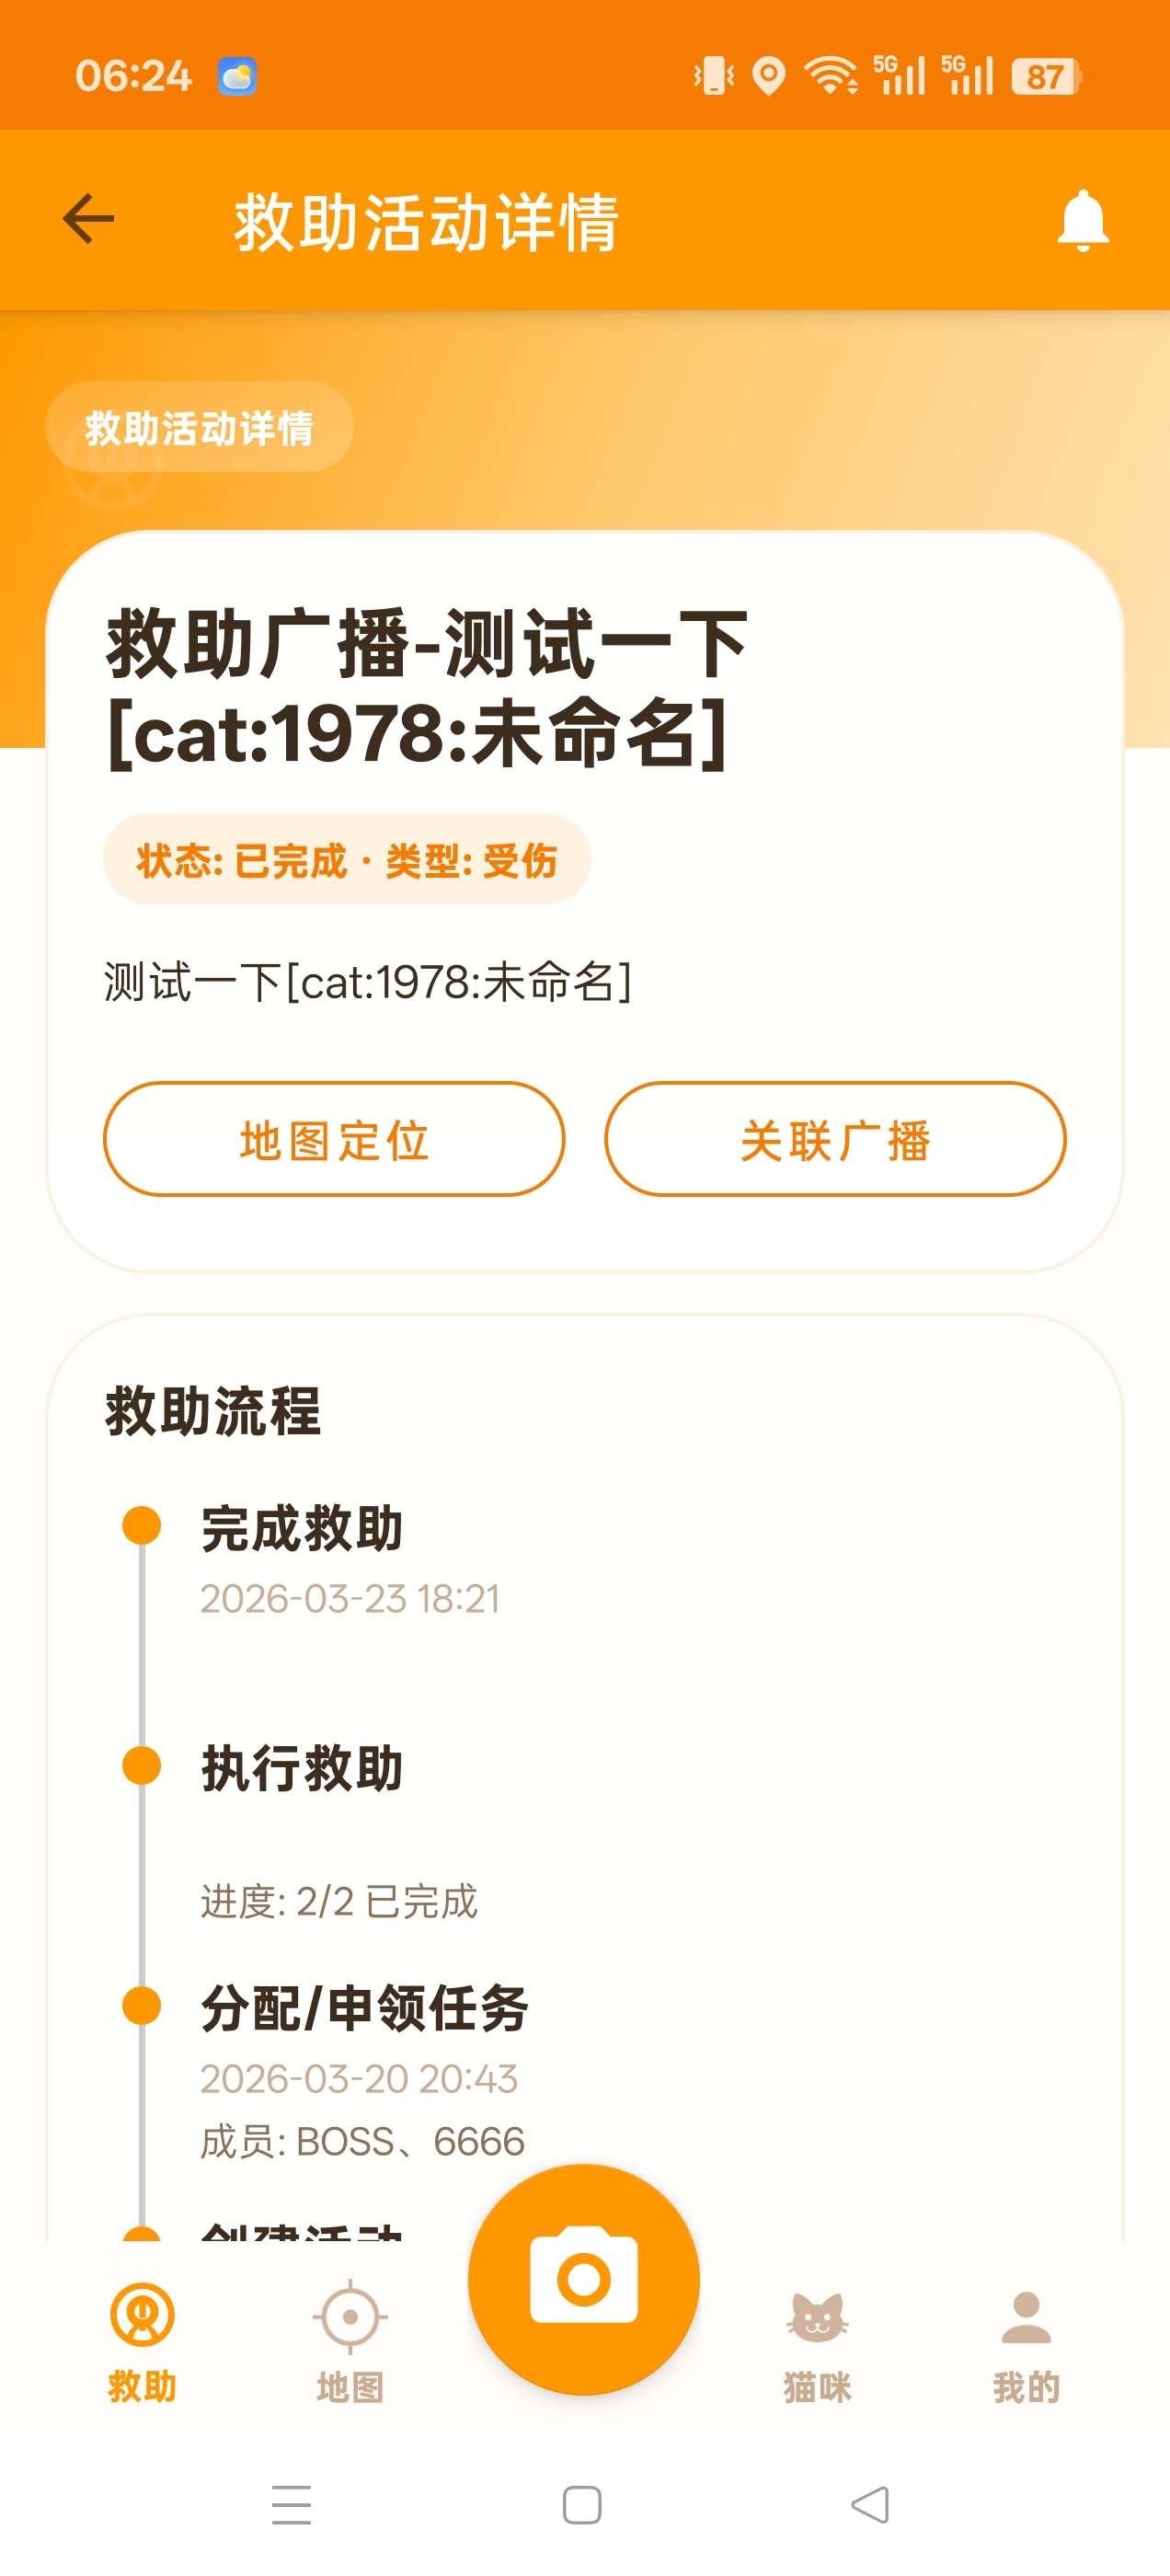 06:24
5G 5G 87
救助活动详情
救助活动详情
救助广播-测试一下
[cat:1978:未命名]
状态: 已完成 · 类型: 受伤
测试一下[cat:1978:未命名]
地图定位 关联广播
救助流程
完成救助
2026-03-23 18:21
执行救助
进度: 2/2 已完成
分配/申领任务
2026-03-20 20:43
成员: BOSS、6666
创建活动
救助 地图 猫咪 我的